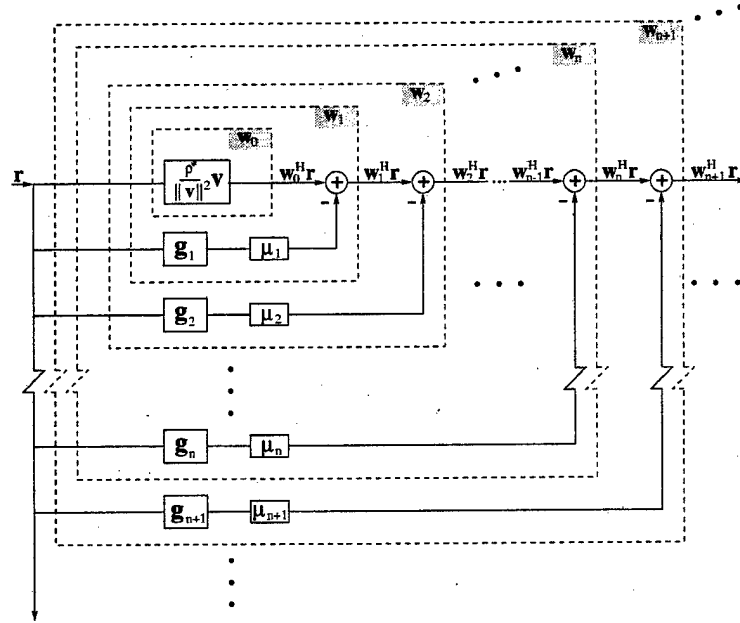 w_{n+1}
w_n
w_2
w_1
w_0
r
ρ* / ||v||² v
w_0^H r
w_1^H r
w_2^H r ... w_{n-1}^H r
w_n^H r
w_{n+1}^H r
+ + + +
- - - -
g_1 μ_1
g_2 μ_2
g_n μ_n
g_{n+1} μ_{n+1}